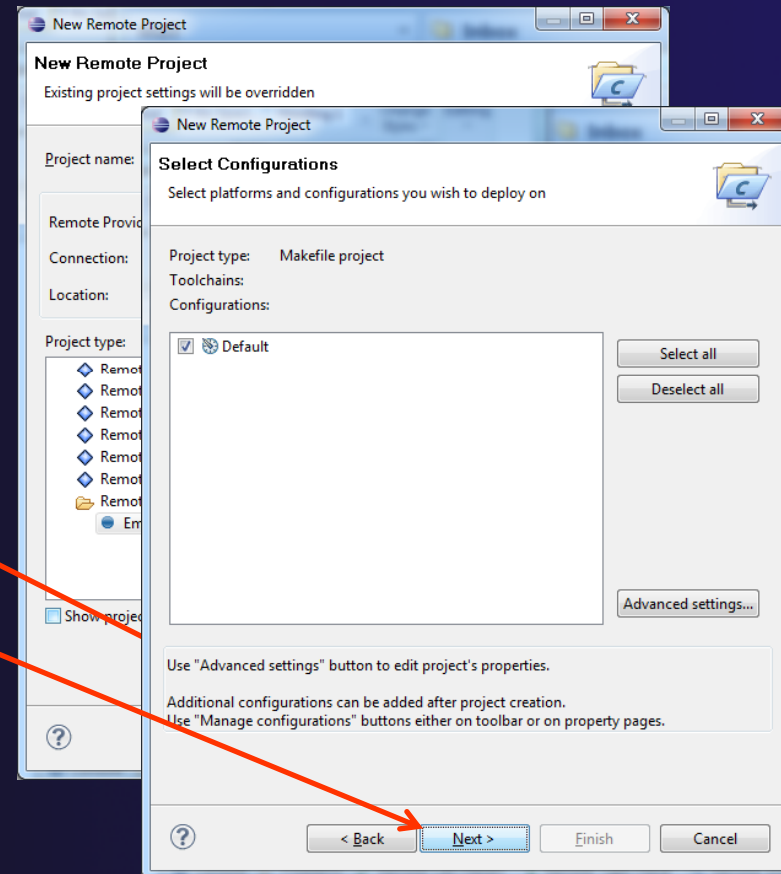 New Remote Project
New Remote Project
Existing project settings will be overridden
Project name:
Remote Provic
Connection:
Location:
Project type:
Remot
Remot
Remot
Remot
Remot
Remot
Remot
Em
Show projec
New Remote Project
Select Configurations
Select platforms and configurations you wish to deploy on
Project type: Makefile project
Toolchains:
Configurations:
Default
Select all
Deselect all
Advanced settings...
Use "Advanced settings" button to edit project's properties.
Additional configurations can be added after project creation.
Use "Manage configurations" buttons either on toolbar or on property pages.
< Back Next > Finish Cancel